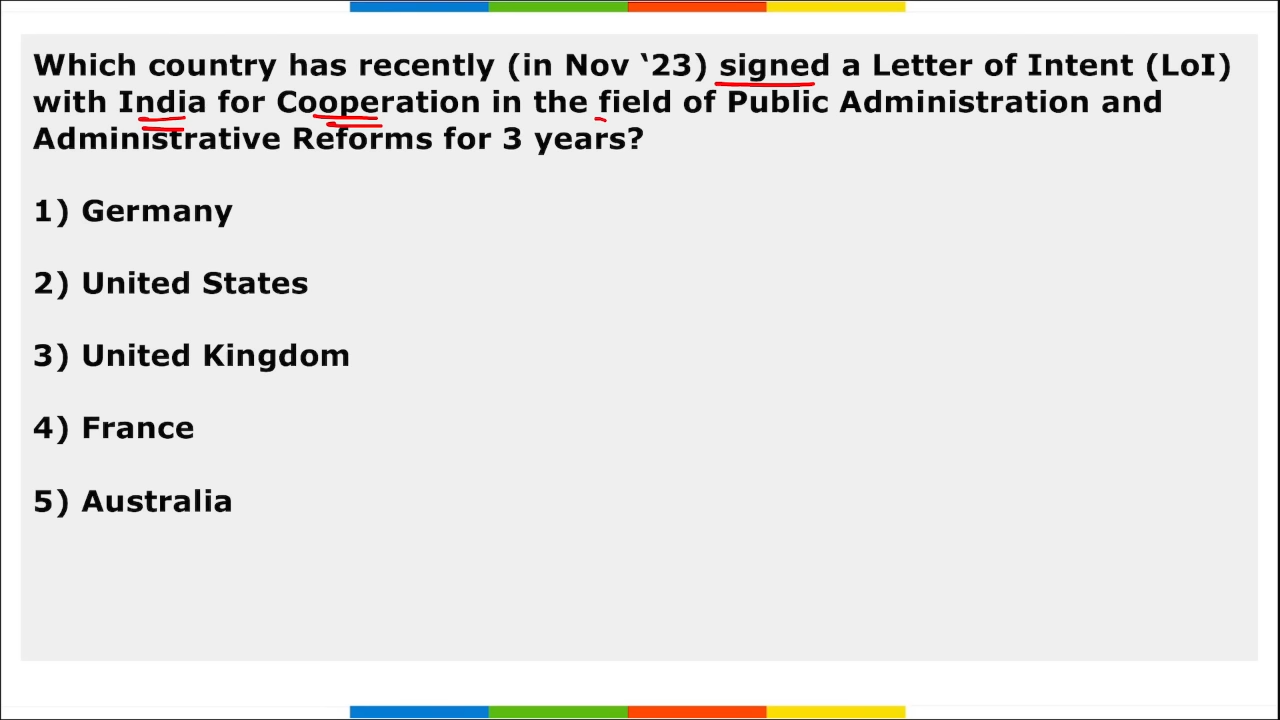 Which country has recently (in Nov ‘23) signed a Letter of Intent (LoI)
with India for Cooperation in the field of Public Administration and
Administrative Reforms for 3 years?
1) Germany
2) United States
3) United Kingdom
4) France
5) Australia